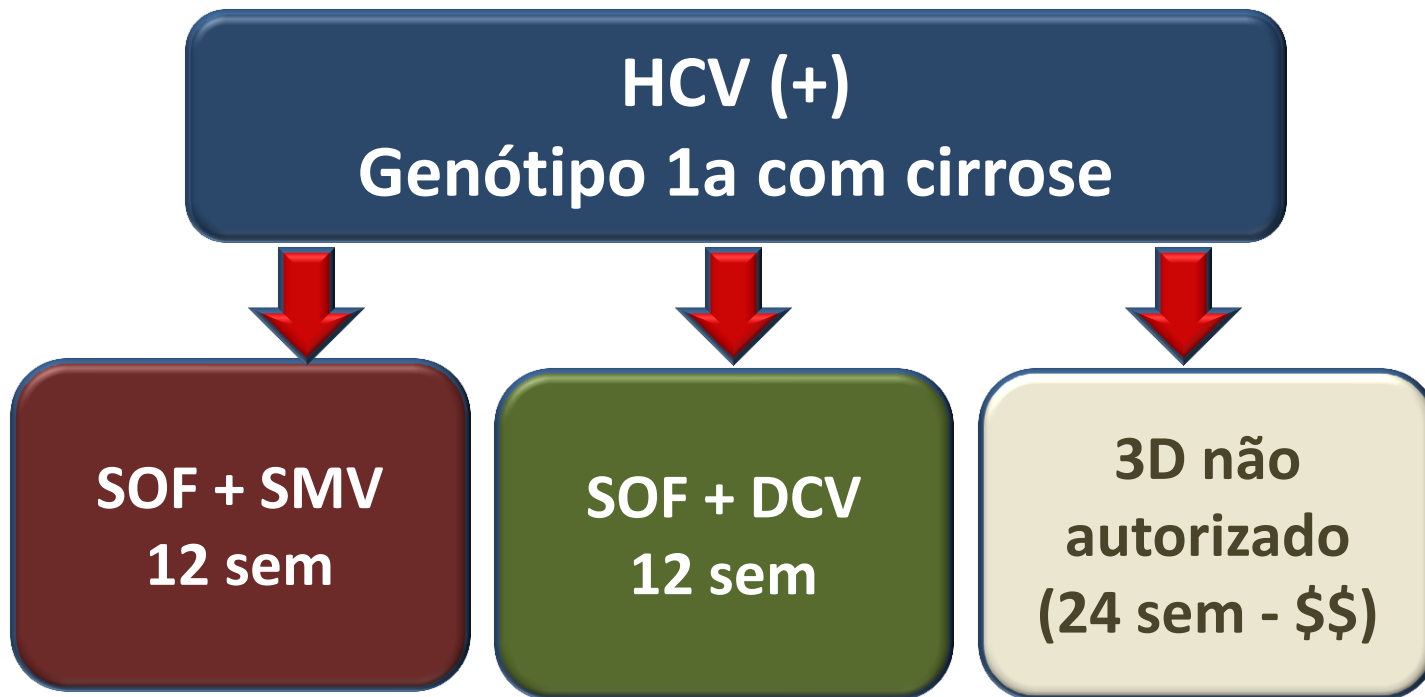 HCV (+)
Genótipo 1a com cirrose
SOF + SMV
12 sem
SOF + DCV
12 sem
3D não
autorizado
(24 sem - $$)